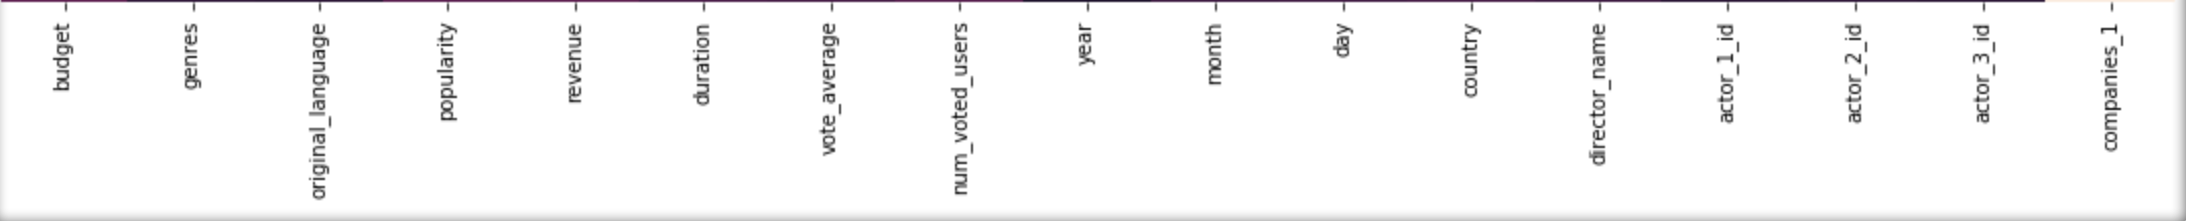 budget
genres
original_language
popularity
revenue
duration
vote_average
num_voted_users
year
month
day
country
director_name
actor_1_id
actor_2_id
actor_3_id
companies_1